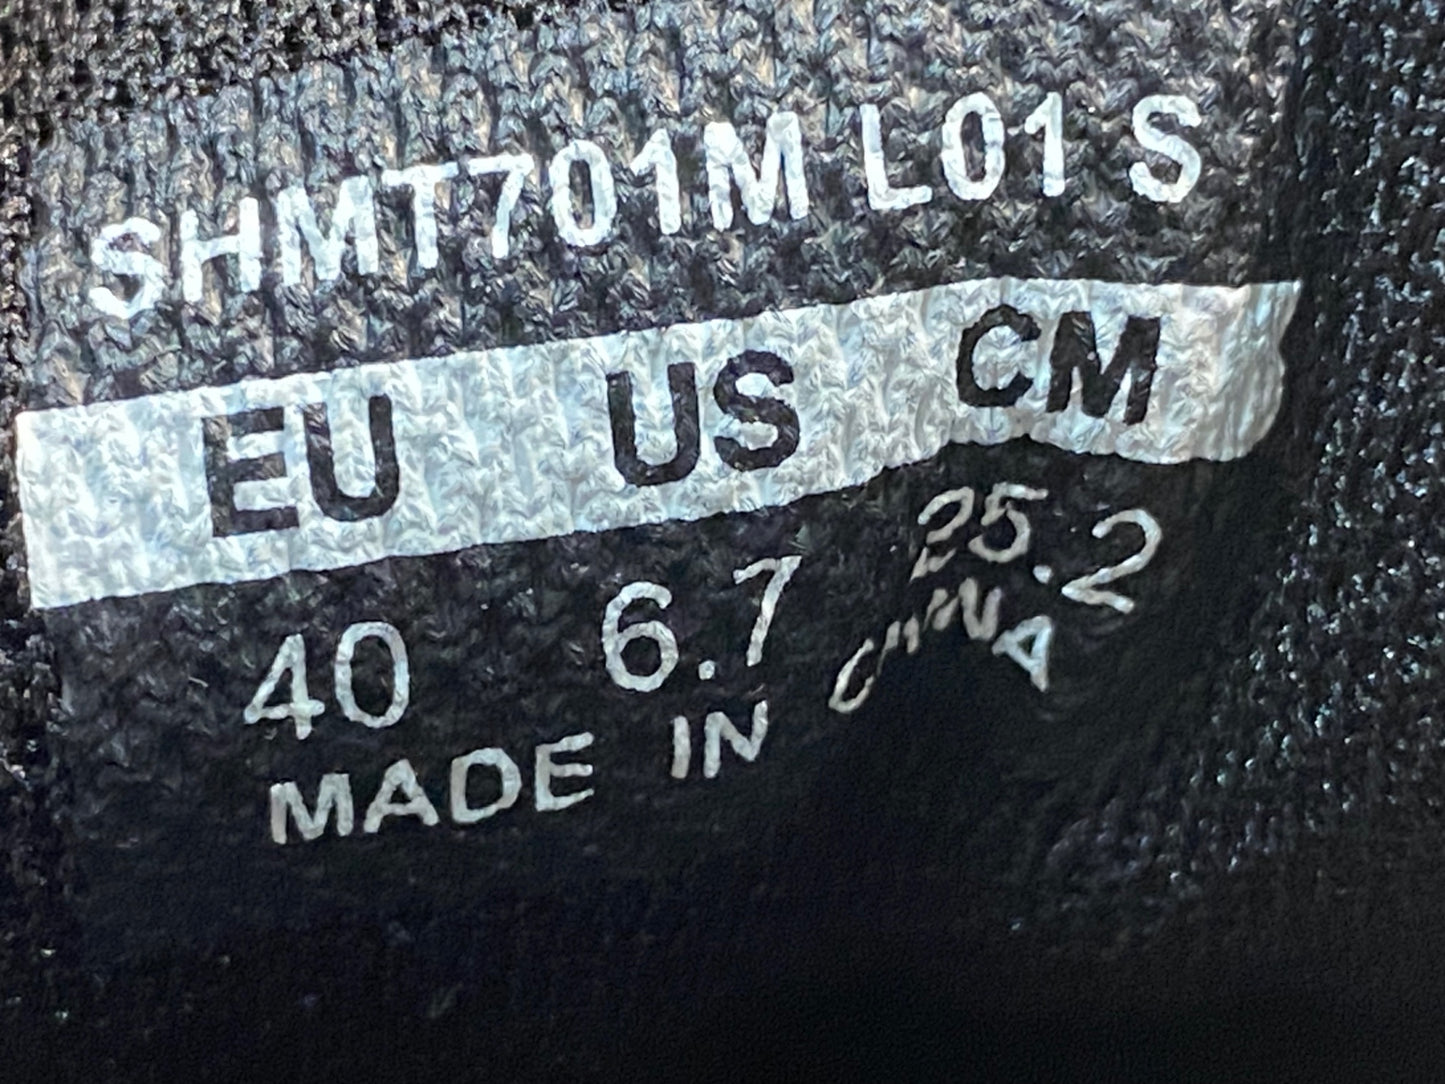 SHMT701M L01 S
EU US CM
40 6.7 25.2
MADE IN CHINA